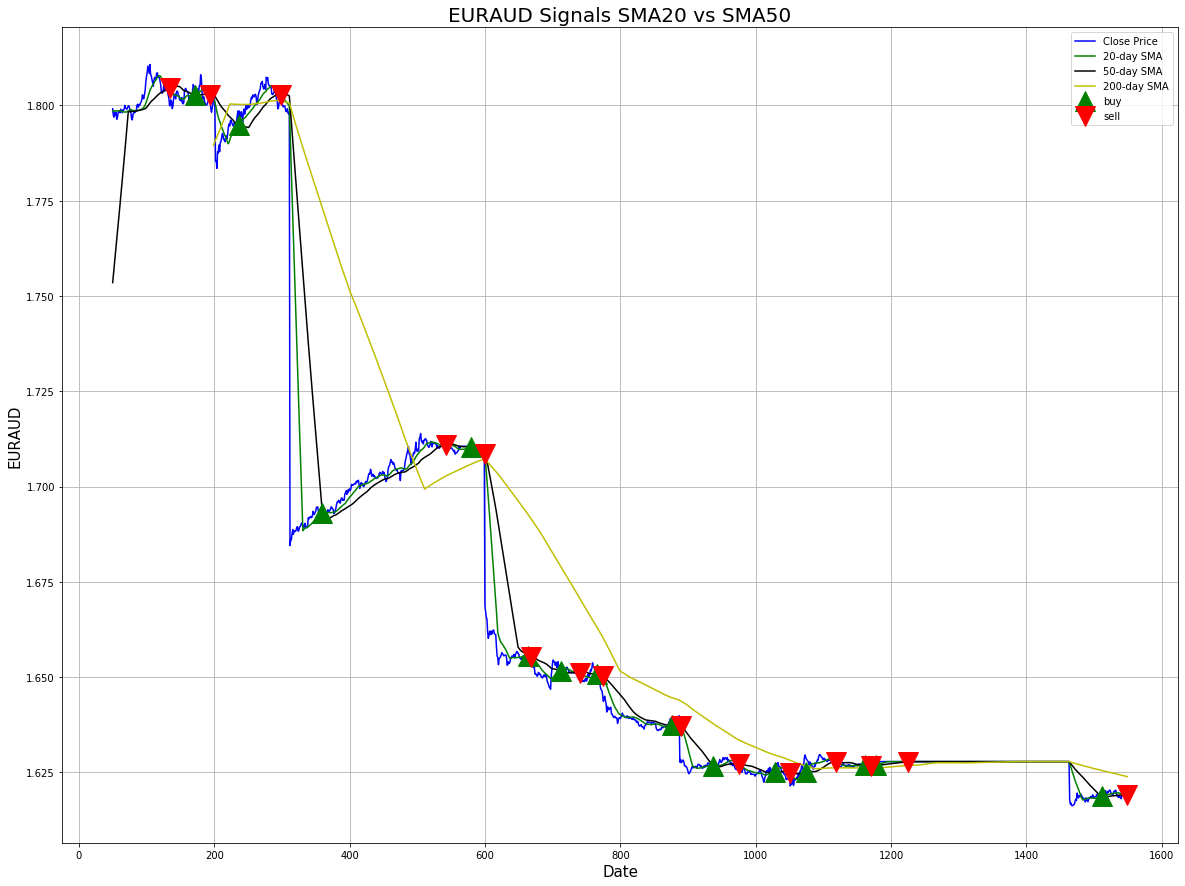 EURAUD Signals SMA20 vs SMA50
Close Price
20-day SMA
50-day SMA
200-day SMA
buy
sell
1.800
1.775
1.750
1.725
1.700
1.675
1.650
1.625
EURAUD
0 200 400 600 800 1000 1200 1400 1600
Date